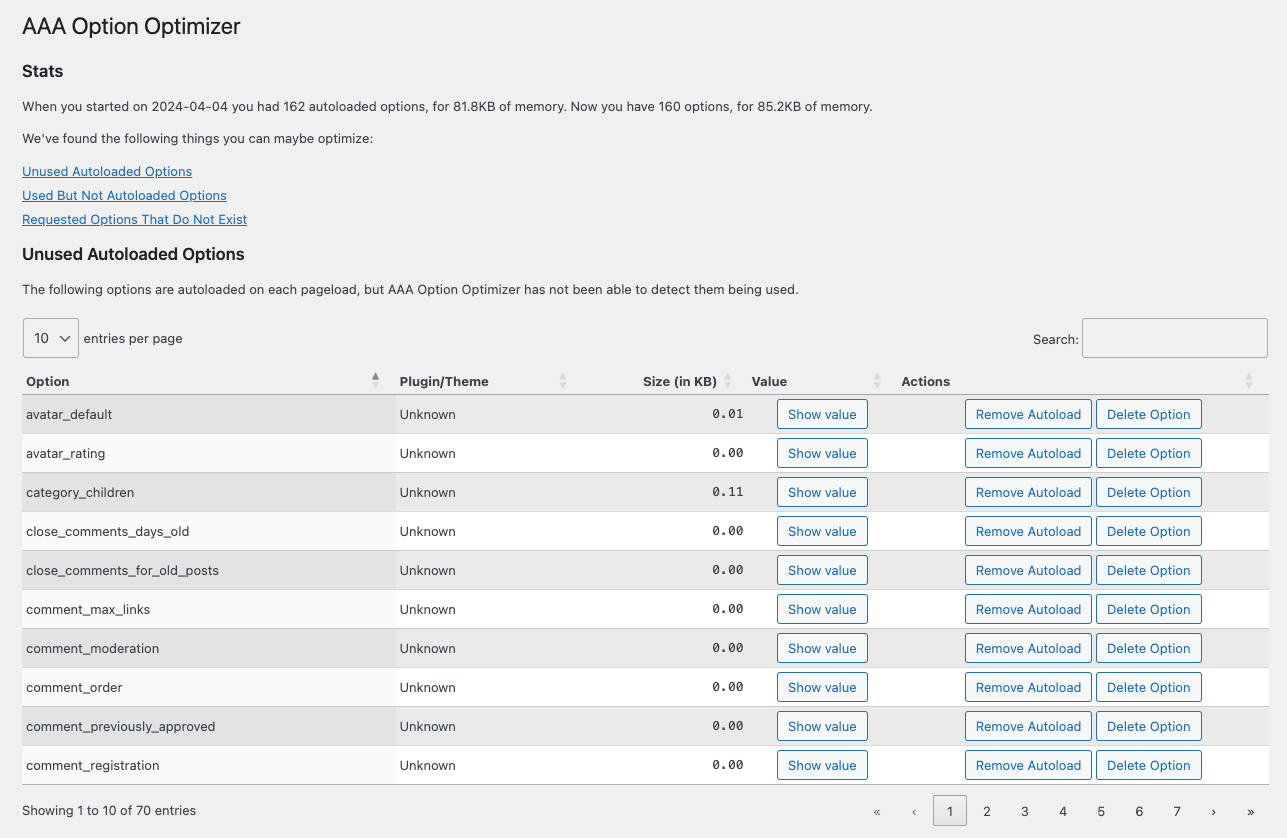 AAA Option Optimizer
Stats
When you started on 2024-04-04 you had 162 autoloaded options, for 81.8KB of memory. Now you have 160 options, for 85.2KB of memory.
We've found the following things you can maybe optimize:
Unused Autoloaded Options
Used But Not Autoloaded Options
Requested Options That Do Not Exist
Unused Autoloaded Options
The following options are autoloaded on each pageload, but AAA Option Optimizer has not been able to detect them being used.
10 entries per page Search:
Option Plugin/Theme Size (in KB) Value Actions
avatar_default Unknown 0.01 Show value Remove Autoload Delete Option
avatar_rating Unknown 0.00 Show value Remove Autoload Delete Option
category_children Unknown 0.11 Show value Remove Autoload Delete Option
close_comments_days_old Unknown 0.00 Show value Remove Autoload Delete Option
close_comments_for_old_posts Unknown 0.00 Show value Remove Autoload Delete Option
comment_max_links Unknown 0.00 Show value Remove Autoload Delete Option
comment_moderation Unknown 0.00 Show value Remove Autoload Delete Option
comment_order Unknown 0.00 Show value Remove Autoload Delete Option
comment_previously_approved Unknown 0.00 Show value Remove Autoload Delete Option
comment_registration Unknown 0.00 Show value Remove Autoload Delete Option
Showing 1 to 10 of 70 entries « ‹ 1 2 3 4 5 6 7 › »